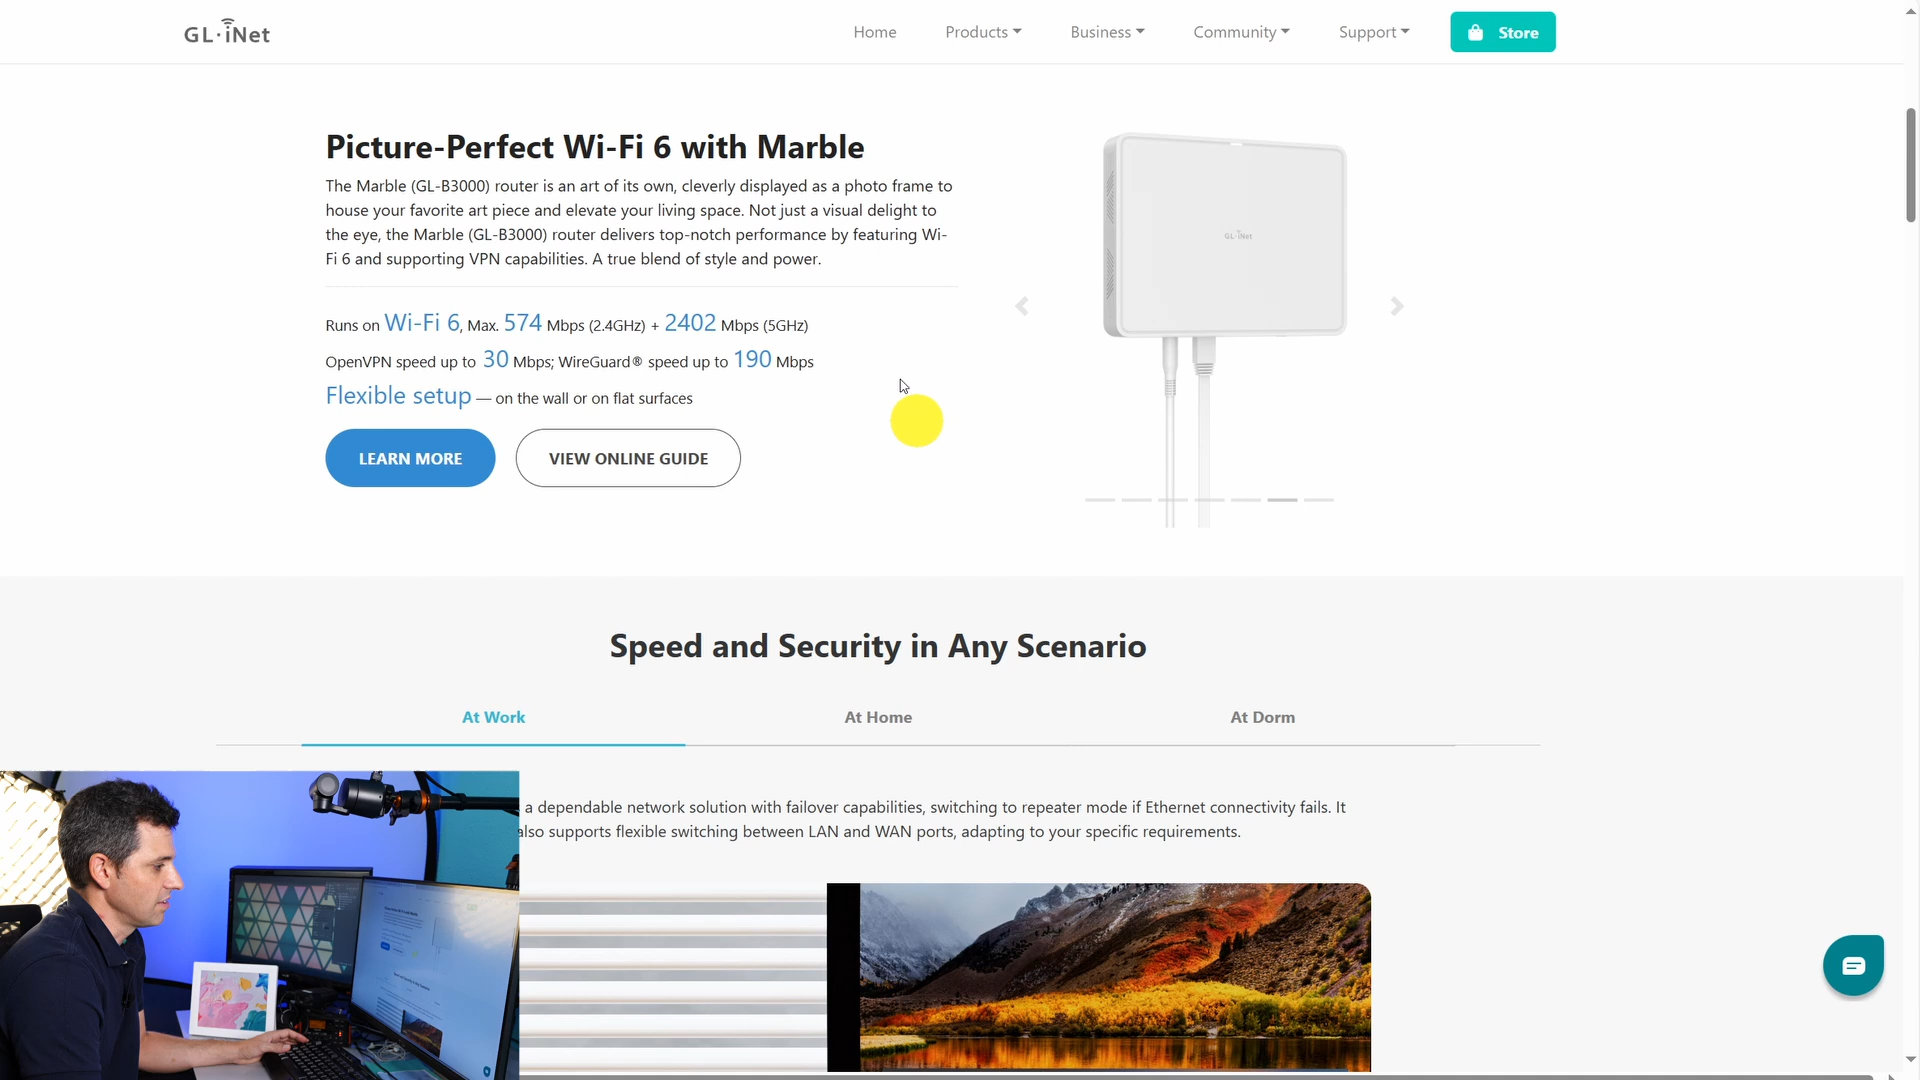 GL·iNet
Home
Products
Business
Community
Support
Store
Picture-Perfect Wi-Fi 6 with Marble
The Marble (GL-B3000) router is an art of its own, cleverly displayed as a photo frame to
house your favorite art piece and elevate your living space. Not just a visual delight to
the eye, the Marble (GL-B3000) router delivers top-notch performance by featuring Wi-
Fi 6 and supporting VPN capabilities. A true blend of style and power.
GL·iNet
Runs on Wi-Fi 6, Max. 574 Mbps (2.4GHz) + 2402 Mbps (5GHz)
OpenVPN speed up to 30 Mbps; WireGuard® speed up to 190 Mbps
Flexible setup — on the wall or on flat surfaces
LEARN MORE
VIEW ONLINE GUIDE
Speed and Security in Any Scenario
At Work
At Home
At Dorm
a dependable network solution with failover capabilities, switching to repeater mode if Ethernet connectivity fails. It
also supports flexible switching between LAN and WAN ports, adapting to your specific requirements.